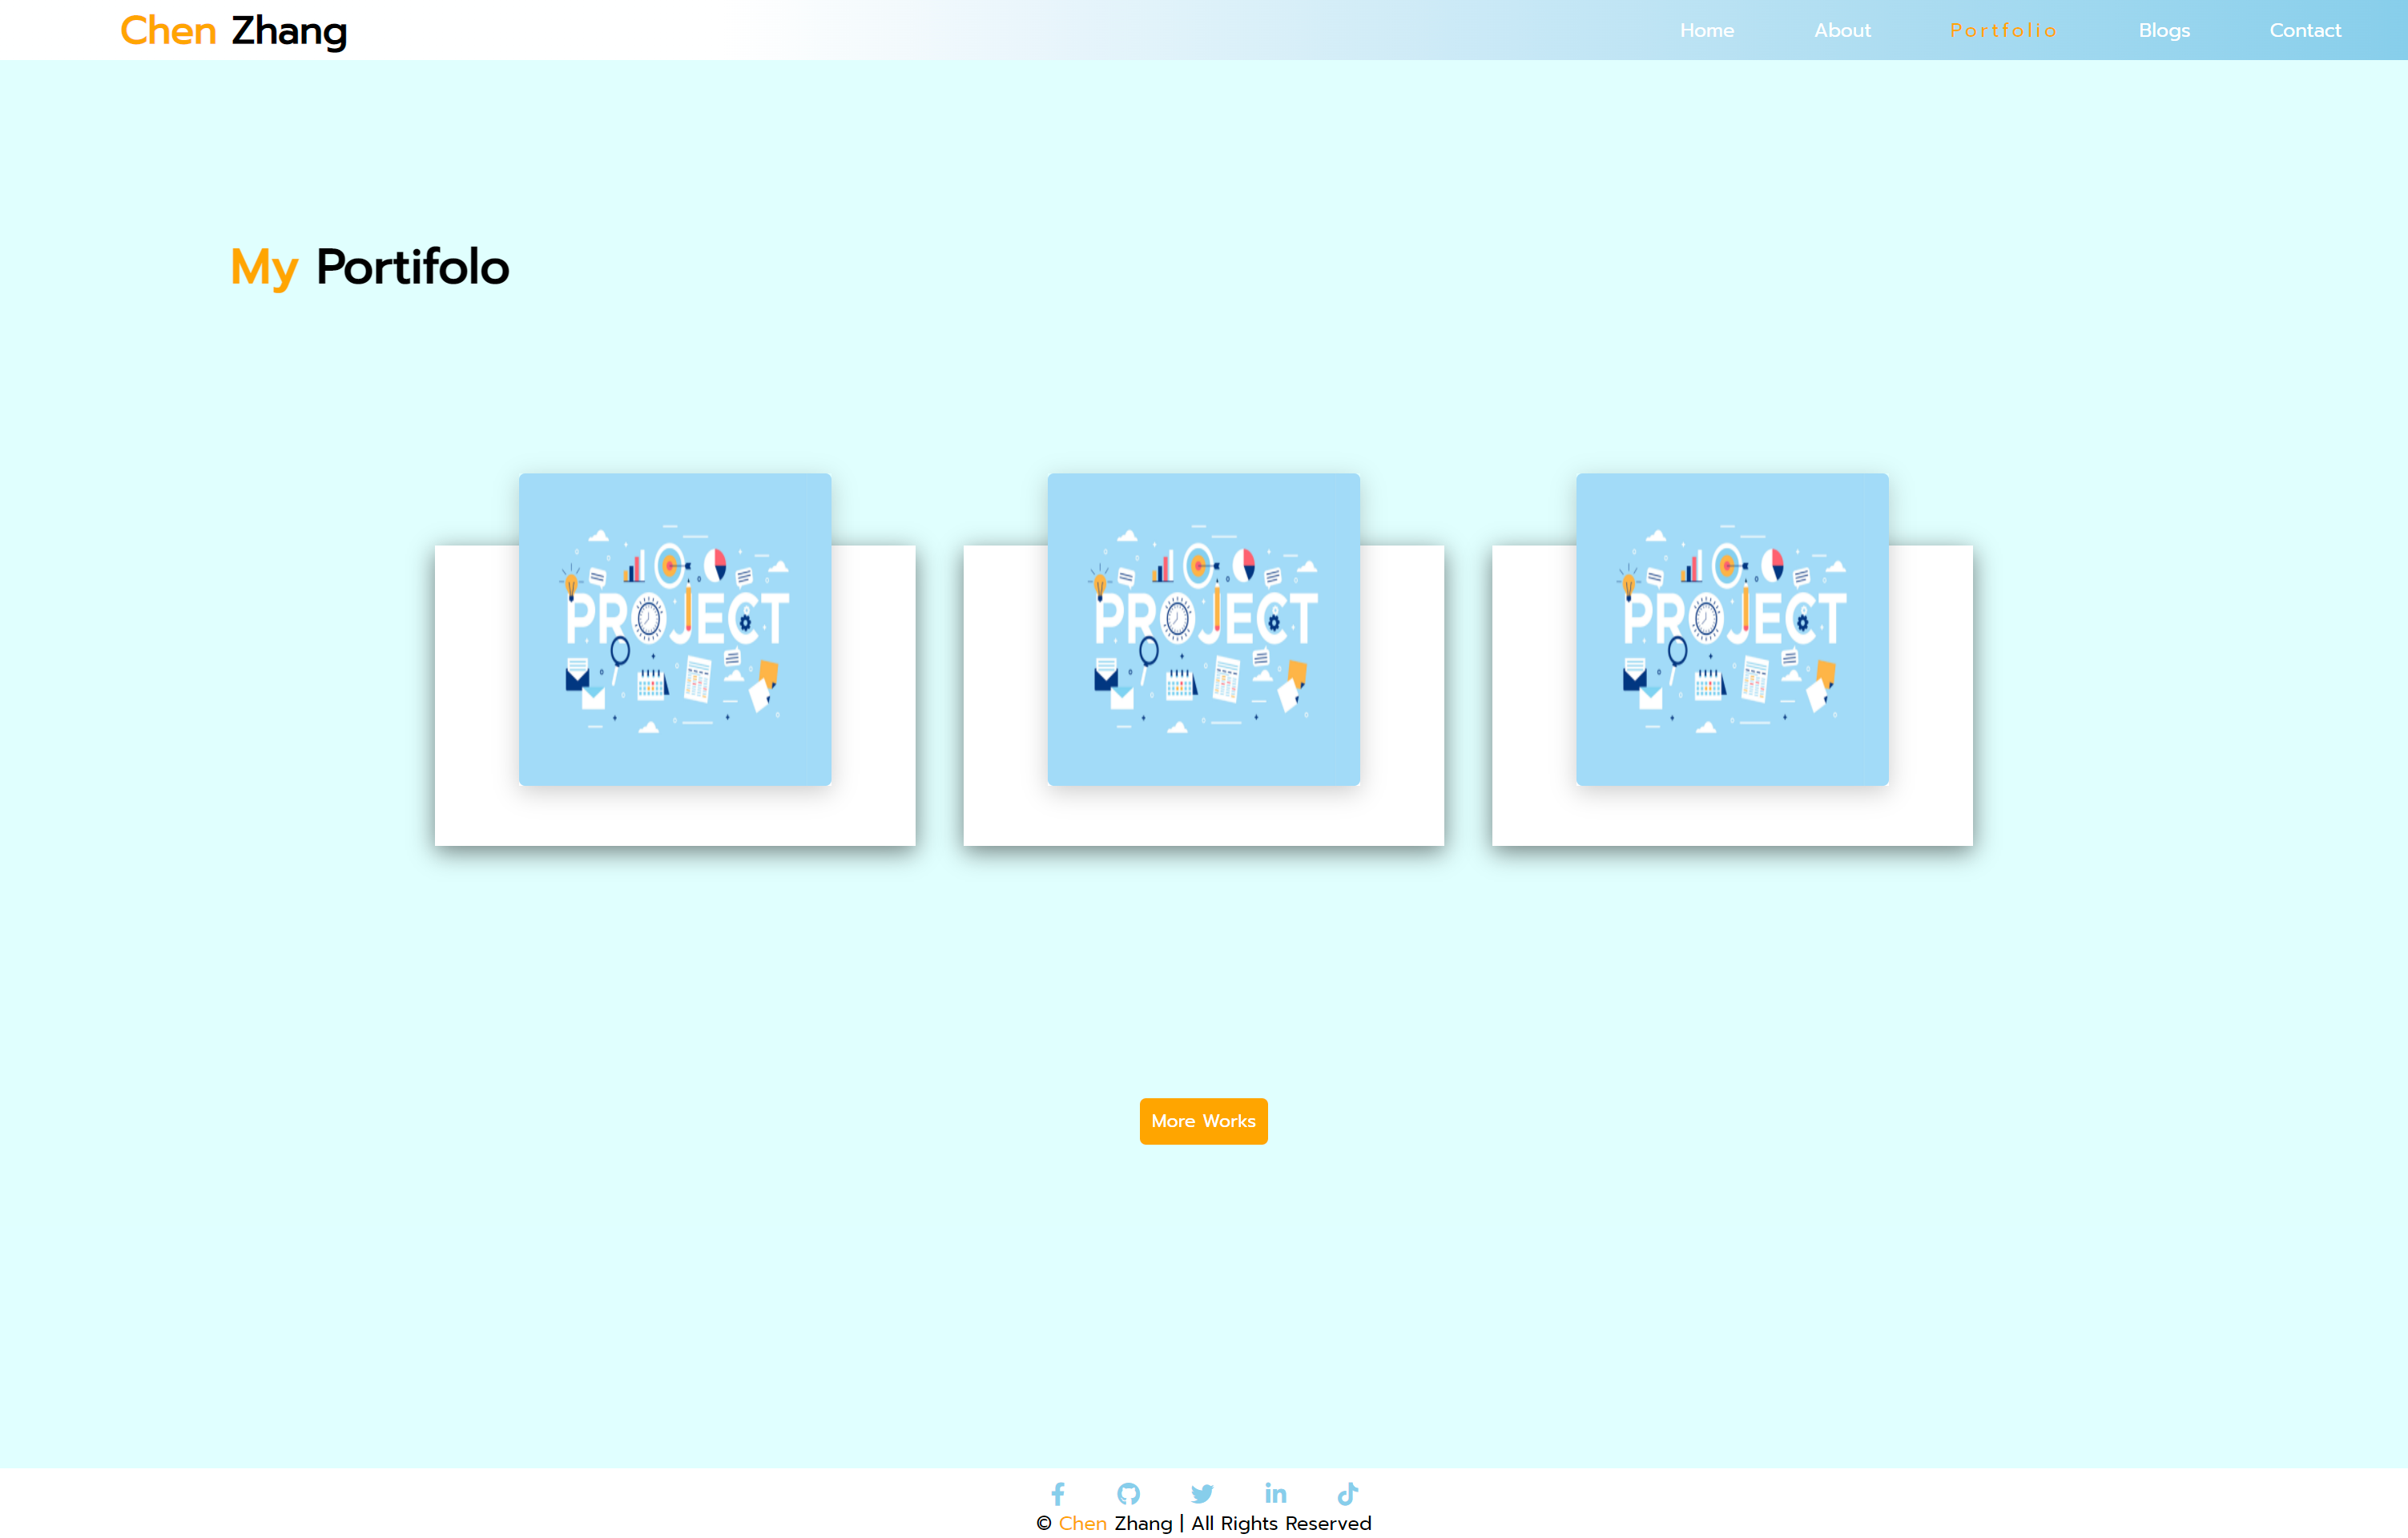 Chen Zhang
Home About Portfolio Blogs Contact
My Portifolo
PROJECT PROJECT PROJECT
More Works
© Chen Zhang | All Rights Reserved